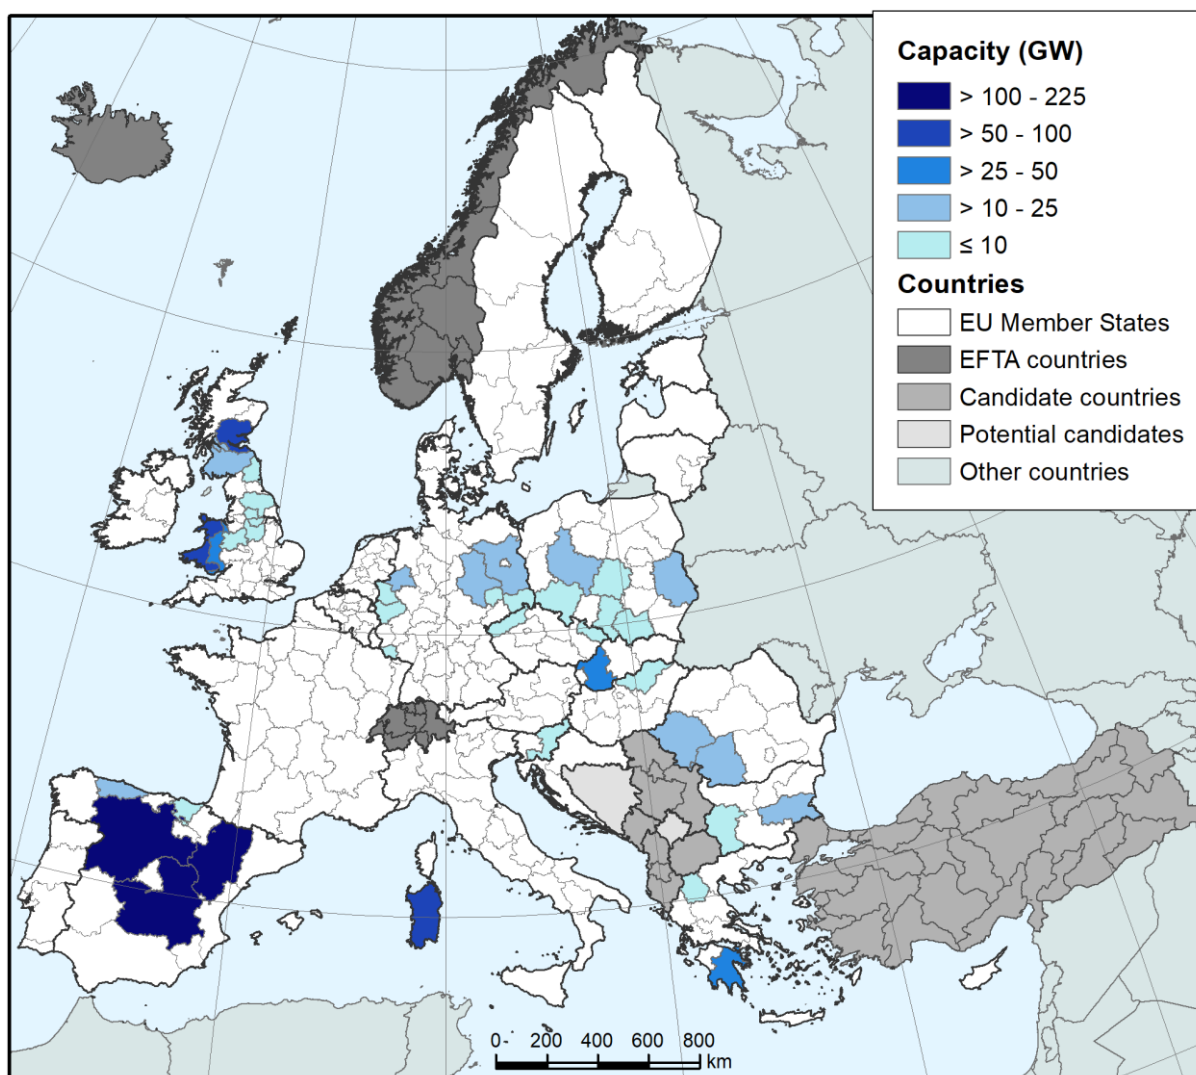 Capacity (GW)
> 100 - 225
> 50 - 100
> 25 - 50
> 10 - 25
≤ 10
Countries
EU Member States
EFTA countries
Candidate countries
Potential candidates
Other countries
0 200 400 600 800
km